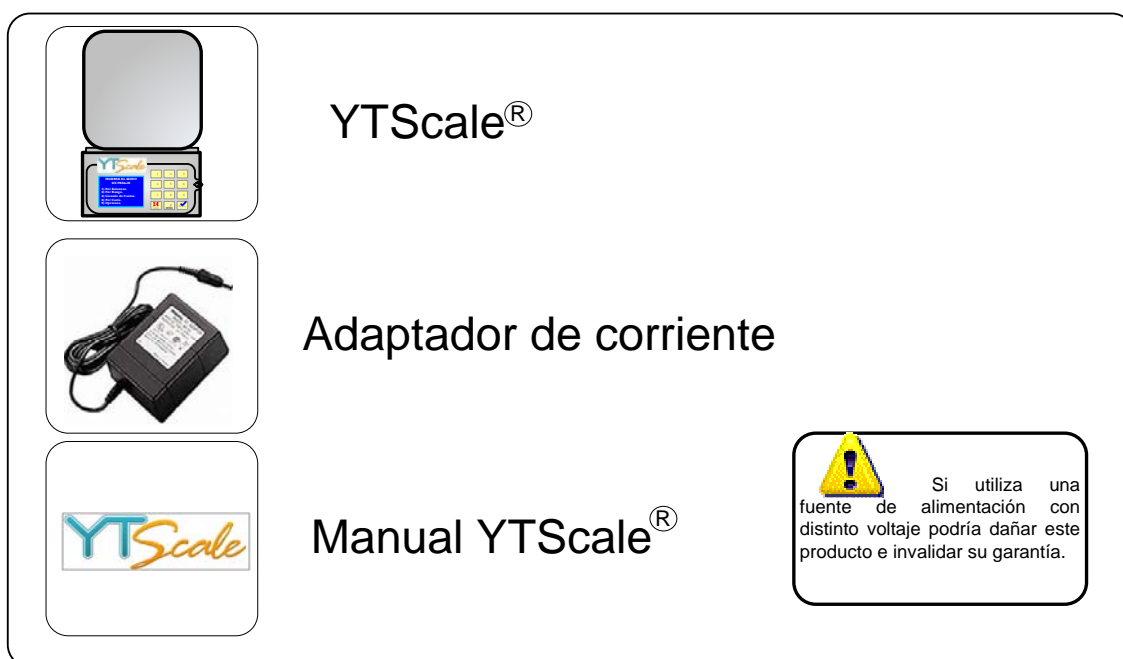 YTScale®
YTScale
Adaptador de corriente
YTScale
Manual YTScale®
Si utiliza una
fuente de alimentación con
distinto voltaje podría dañar este
producto e invalidar su garantía.